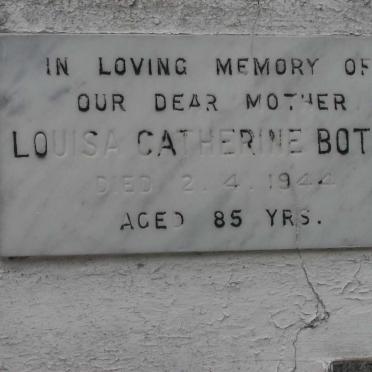 IN LOVING MEMORY OF
OUR DEAR MOTHER
LOUISA CATHERINE BOT
DIED 2.4.1944
AGED 85 YRS.